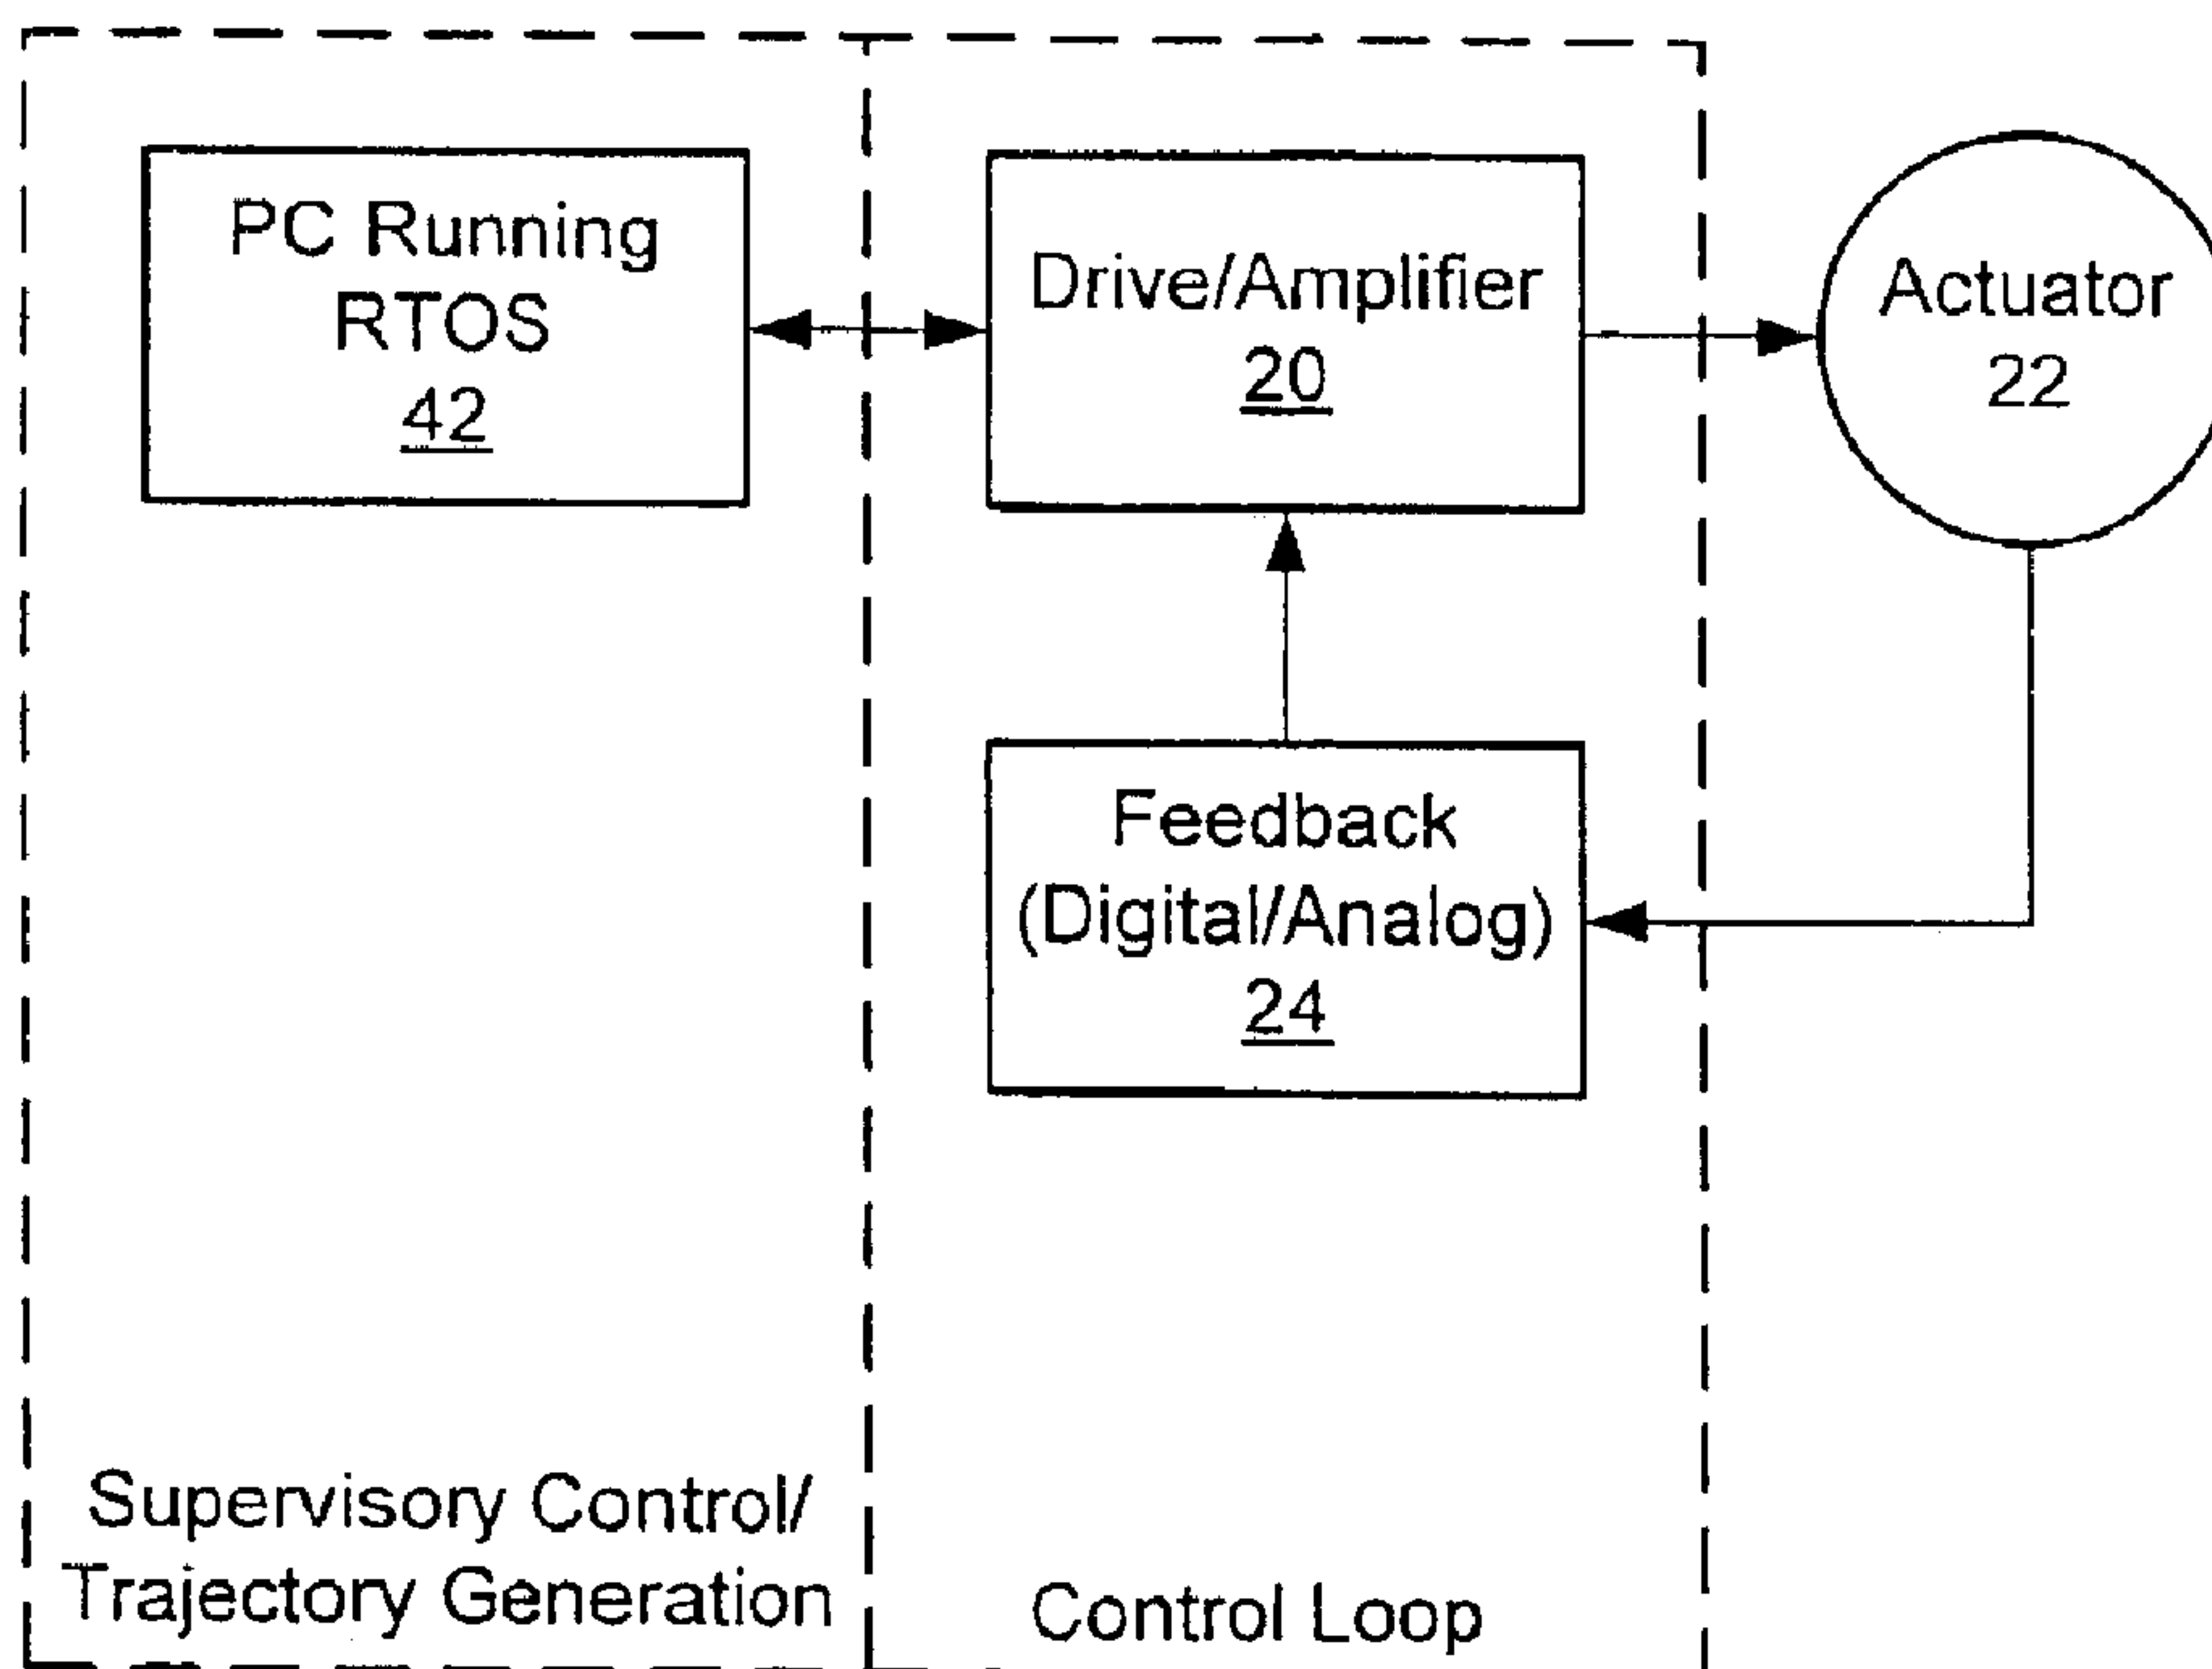 PC Running
RTOS
42
Drive/Amplifier
20
Actuator
22
Feedback
(Digital/Analog)
24
Supervisory Control/
Trajectory Generation
Control Loop